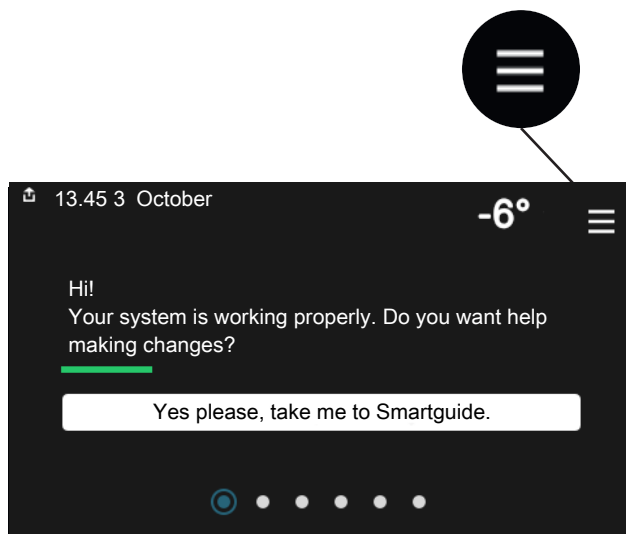 13.45 3 October
-6°
Hi!
Your system is working properly. Do you want help
making changes?
Yes please, take me to Smartguide.